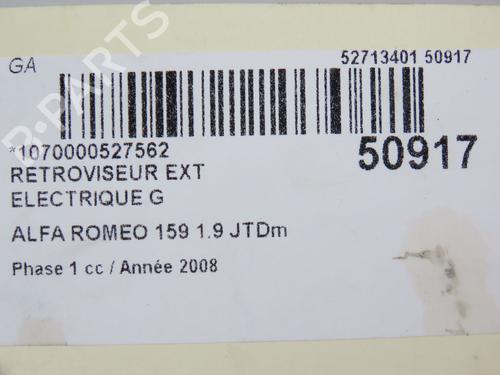 GA
52713401 50917
*1070000527562
50917
RETROVISEUR EXT
ELECTRIQUE G
ALFA ROMEO 159 1.9 JTDm
Phase 1 cc / Année 2008
B-PARTS